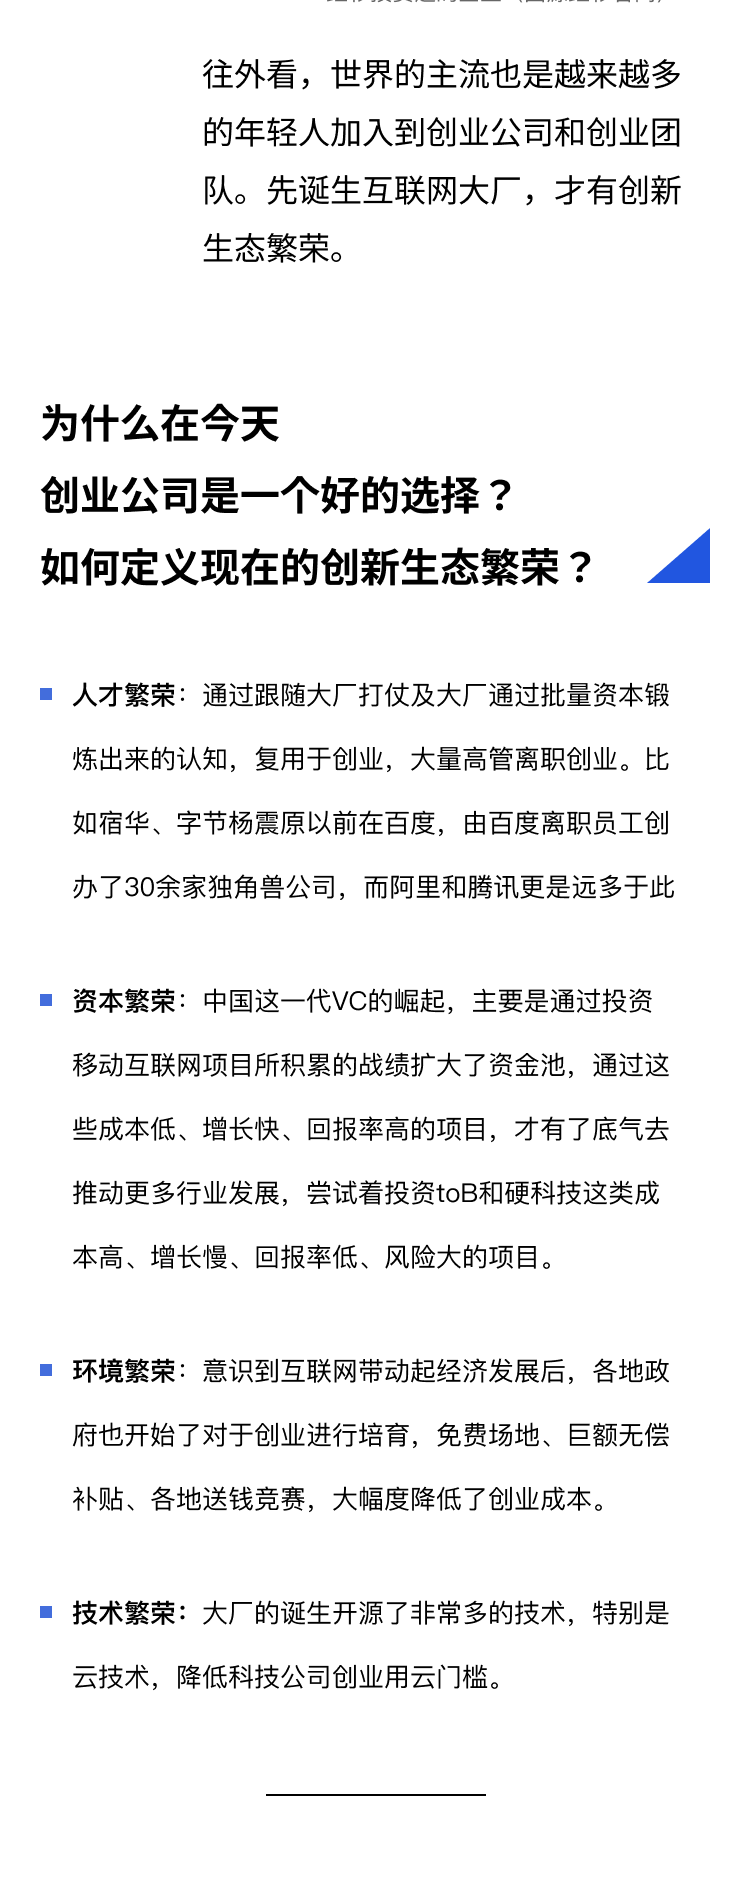 往外看，世界的主流也是越来越多
的年轻人加入到创业公司和创业团
队。先诞生互联网大厂，才有创新
生态繁荣。
为什么在今天
创业公司是一个好的选择？
如何定义现在的创新生态繁荣？
人才繁荣：通过跟随大厂打仗及大厂通过批量资本锻
炼出来的认知，复用于创业，大量高管离职创业。比
如宿华、字节杨震原以前在百度，由百度离职员工创
办了30余家独角兽公司，而阿里和腾讯更是远多于此
资本繁荣：中国这一代VC的崛起，主要是通过投资
移动互联网项目所积累的战绩扩大了资金池，通过这
些成本低、增长快、回报率高的项目，才有了底气去
推动更多行业发展，尝试着投资toB和硬科技这类成
本高、增长慢、回报率低、风险大的项目。
环境繁荣：意识到互联网带动起经济发展后，各地政
府也开始了对于创业进行培育，免费场地、巨额无偿
补贴、各地送钱竞赛，大幅度降低了创业成本。
技术繁荣：大厂的诞生开源了非常多的技术，特别是
云技术，降低科技公司创业用云门槛。